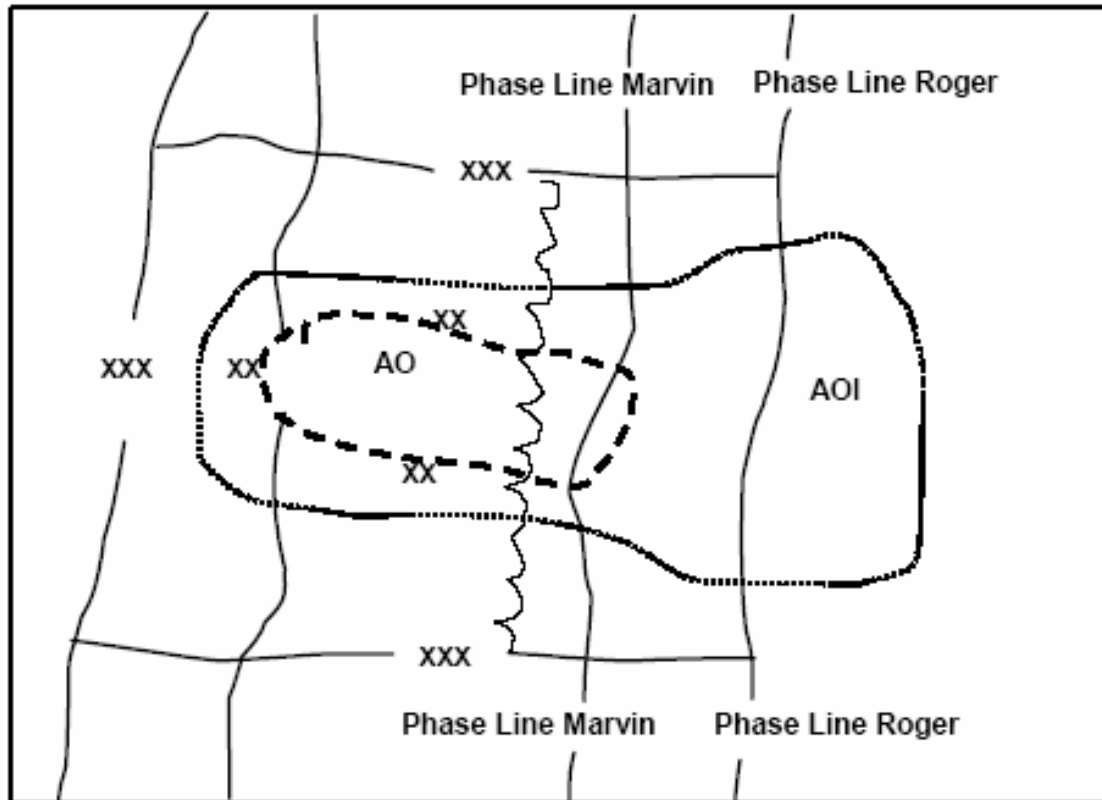 Phase Line Marvin
Phase Line Roger
XXX
XX
XXX
XX
AO
AOI
XX
XXX
Phase Line Marvin
Phase Line Roger